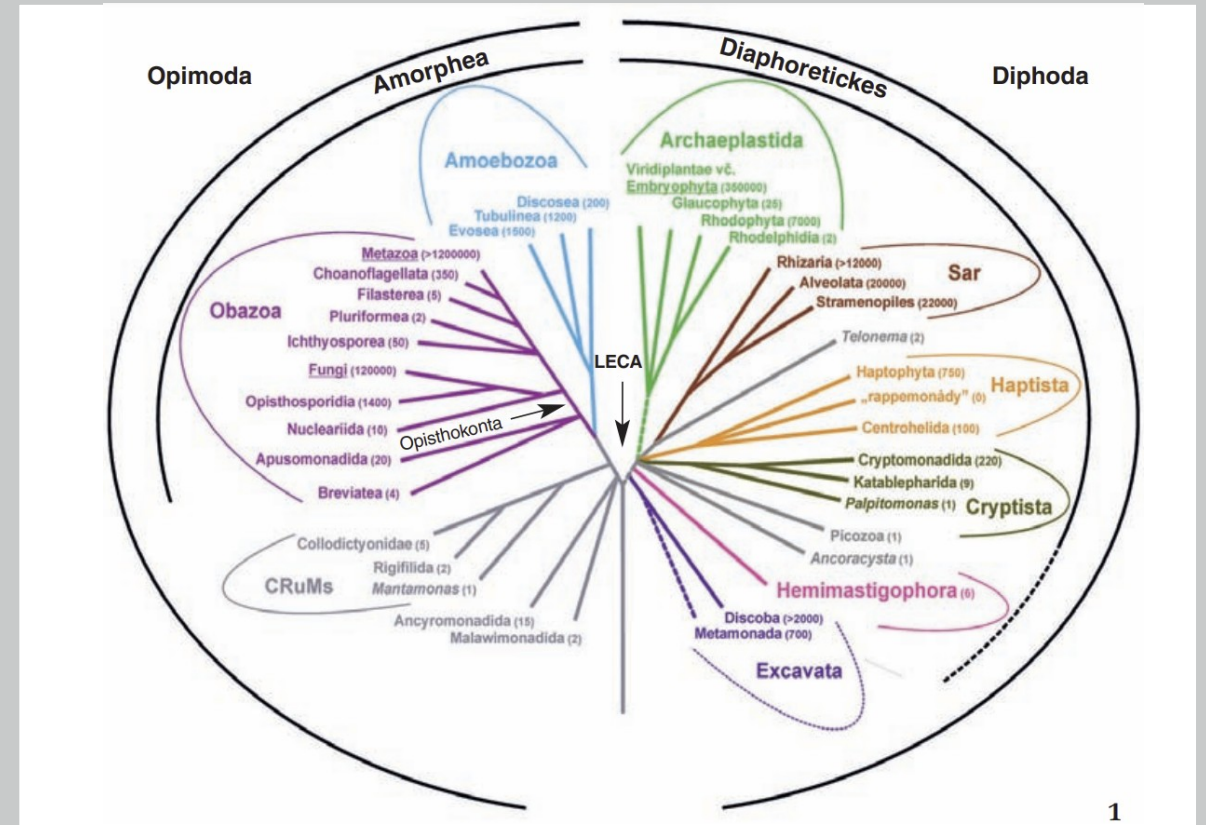 Opimoda
Amorphea
Diaphoretickes
Diphoda
Amoebozoa
Discosea (200)
Tubulinea (1200)
Evosea (1500)
Archaeplastida
Viridiplantae vč.
Embryophyta (350000)
Glaucophyta (25)
Rhodophyta (7000)
Rhodelphidia (2)
Obazoa
Metazoa (>1200000)
Choanoflagellata (350)
Filasterea (5)
Pluriformea (2)
Ichthyosporea (50)
Fungi (120000)
Opisthosporidia (1400)
Nucleariida (10)
Apusomonadida (20)
Breviatea (4)
Opisthokonta
LECA
Rhizaria (>12000)
Alveolata (20000)
Stramenopiles (22000)
Sar
Telonema (2)
Haptophyta (750)
„rappemonády” (0)
Centrohelida (100)
Haptista
Cryptomonadida (220)
Katablepharida (9)
Palpitomonas (1)
Cryptista
Picozoa (1)
Ancoracysta (1)
Hemimastigophora (6)
Collodictyonidae (5)
Rigifilida (2)
Mantamonas (1)
CRuMs
Ancyromonadida (15)
Malawimonadida (2)
Discoba (>2000)
Metamonada (700)
Excavata
1